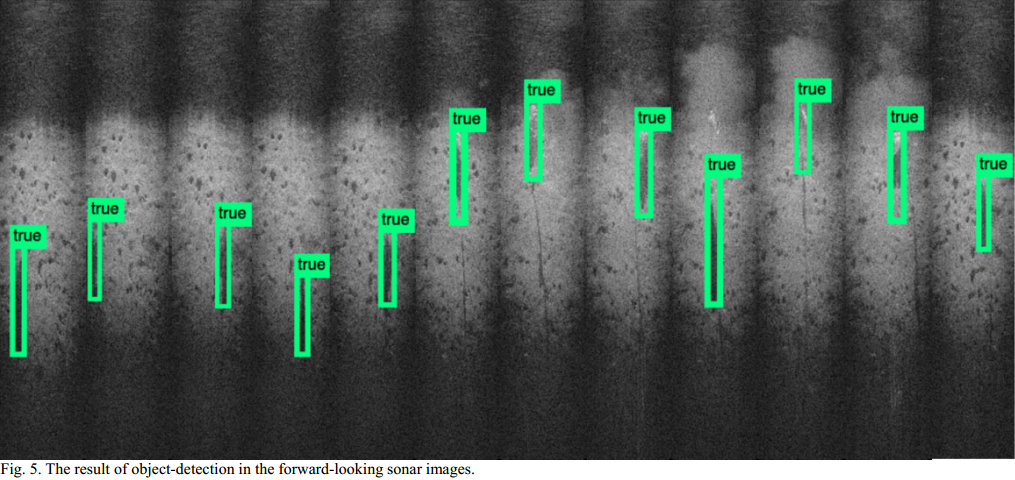 true
true
true
true
true
true
true
true
true
true
true
true
Fig. 5. The result of object-detection in the forward-looking sonar images.